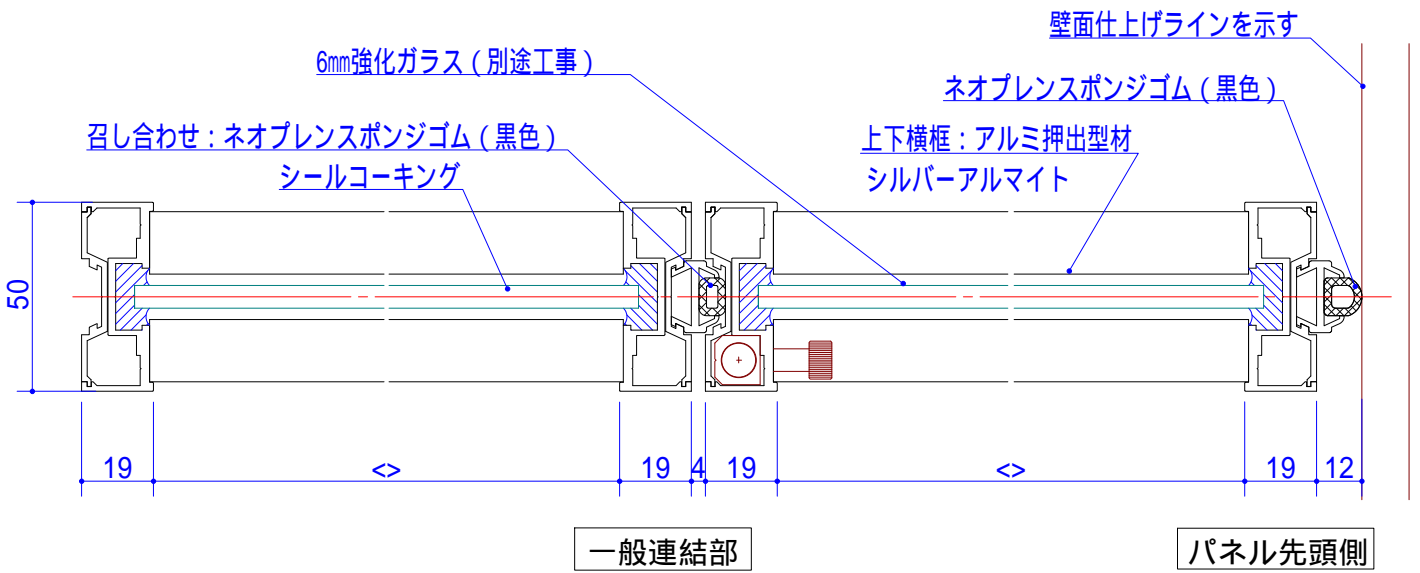 壁面仕上げラインを示す
6㎜強化ガラス（別途工事）
ネオプレンスポンジゴム（黒色）
召し合わせ：ネオプレンスポンジゴム（黒色）
上下横框：アルミ押出型材
シールコーキング
シルバーアルマイト
50
19
<>
19
4
19
<>
19
12
一般連結部
パネル先頭側